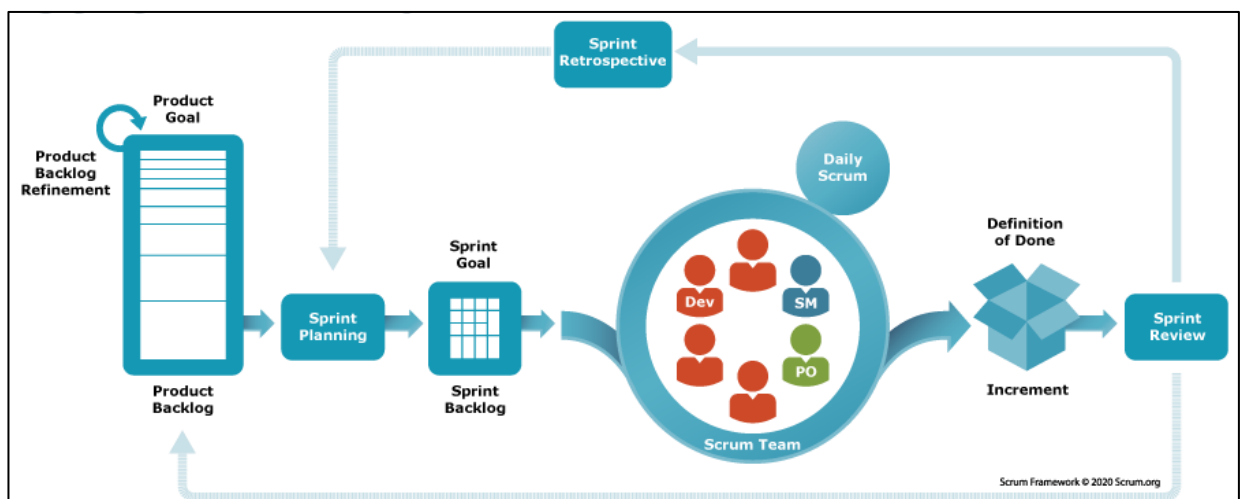 Sprint
Retrospective
Product
Goal
Product
Backlog
Refinement
Daily
Scrum
Definition
of Done
Sprint
Goal
Dev
SM
Sprint
Planning
Sprint
Review
PO
Product
Backlog
Sprint
Backlog
Increment
Scrum Team
Scrum Framework © 2020 Scrum.org